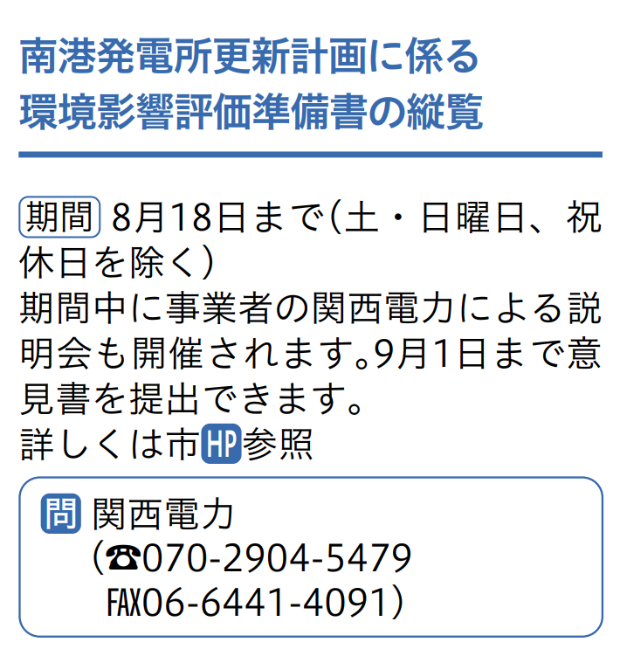 南港発電所更新計画に係る
環境影響評価準備書の縦覧
期間 8月18日まで(土・日曜日、祝
休日を除く)
期間中に事業者の関西電力による説
明会も開催されます。9月1日まで意
見書を提出できます。
詳しくは市HP参照
問 関西電力
(☎070-2904-5479
FAX06-6441-4091)